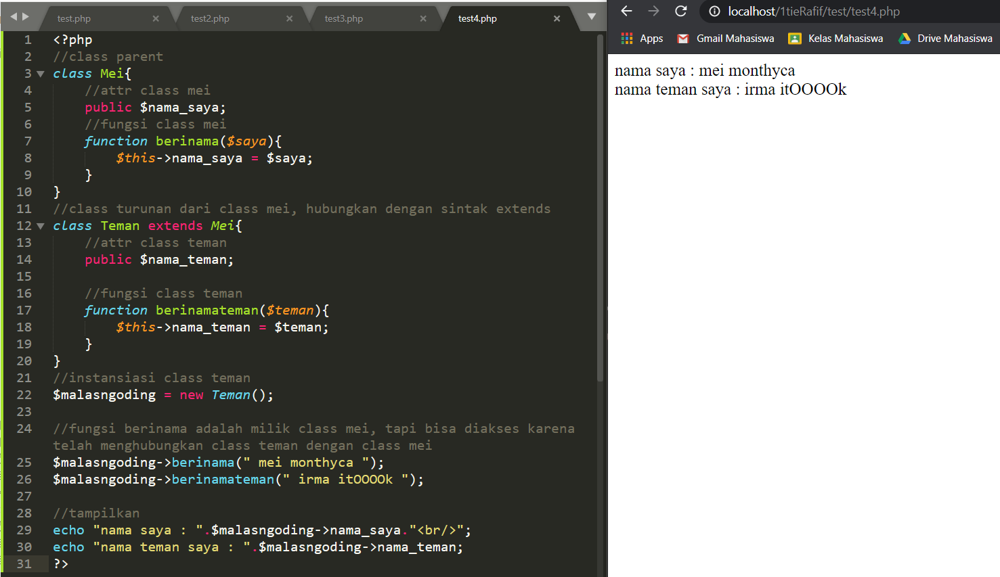 test.php × test2.php × test3.php × test4.php ×
1 <?php
2 //class parent
3 class Mei{
4     //attr class mei
5     public $nama_saya;
6     //fungsi class mei
7     function berinama($saya){
8         $this->nama_saya = $saya;
9     }
10 }
11 //class turunan dari class mei, hubungkan dengan sintak extends
12 class Teman extends Mei{
13     //attr class teman
14     public $nama_teman;
15
16     //fungsi class teman
17     function berinamateman($teman){
18         $this->nama_teman = $teman;
19     }
20 }
21 //instansiasi class teman
22 $malasngoding = new Teman();
23
24 //fungsi berinama adalah milik class mei, tapi bisa diakses karena
telah menghubungkan class teman dengan class mei
25 $malasngoding->berinama(" mei monthyca ");
26 $malasngoding->berinamateman(" irma itOOOOk ");
27
28 //tampilkan
29 echo "nama saya : ".$malasngoding->nama_saya."<br/>";
30 echo "nama teman saya : ".$malasngoding->nama_teman;
31 ?>
localhost/1tieRafif/test/test4.php
Apps Gmail Mahasiswa Kelas Mahasiswa Drive Mahasiswa
nama saya : mei monthyca
nama teman saya : irma itOOOOk